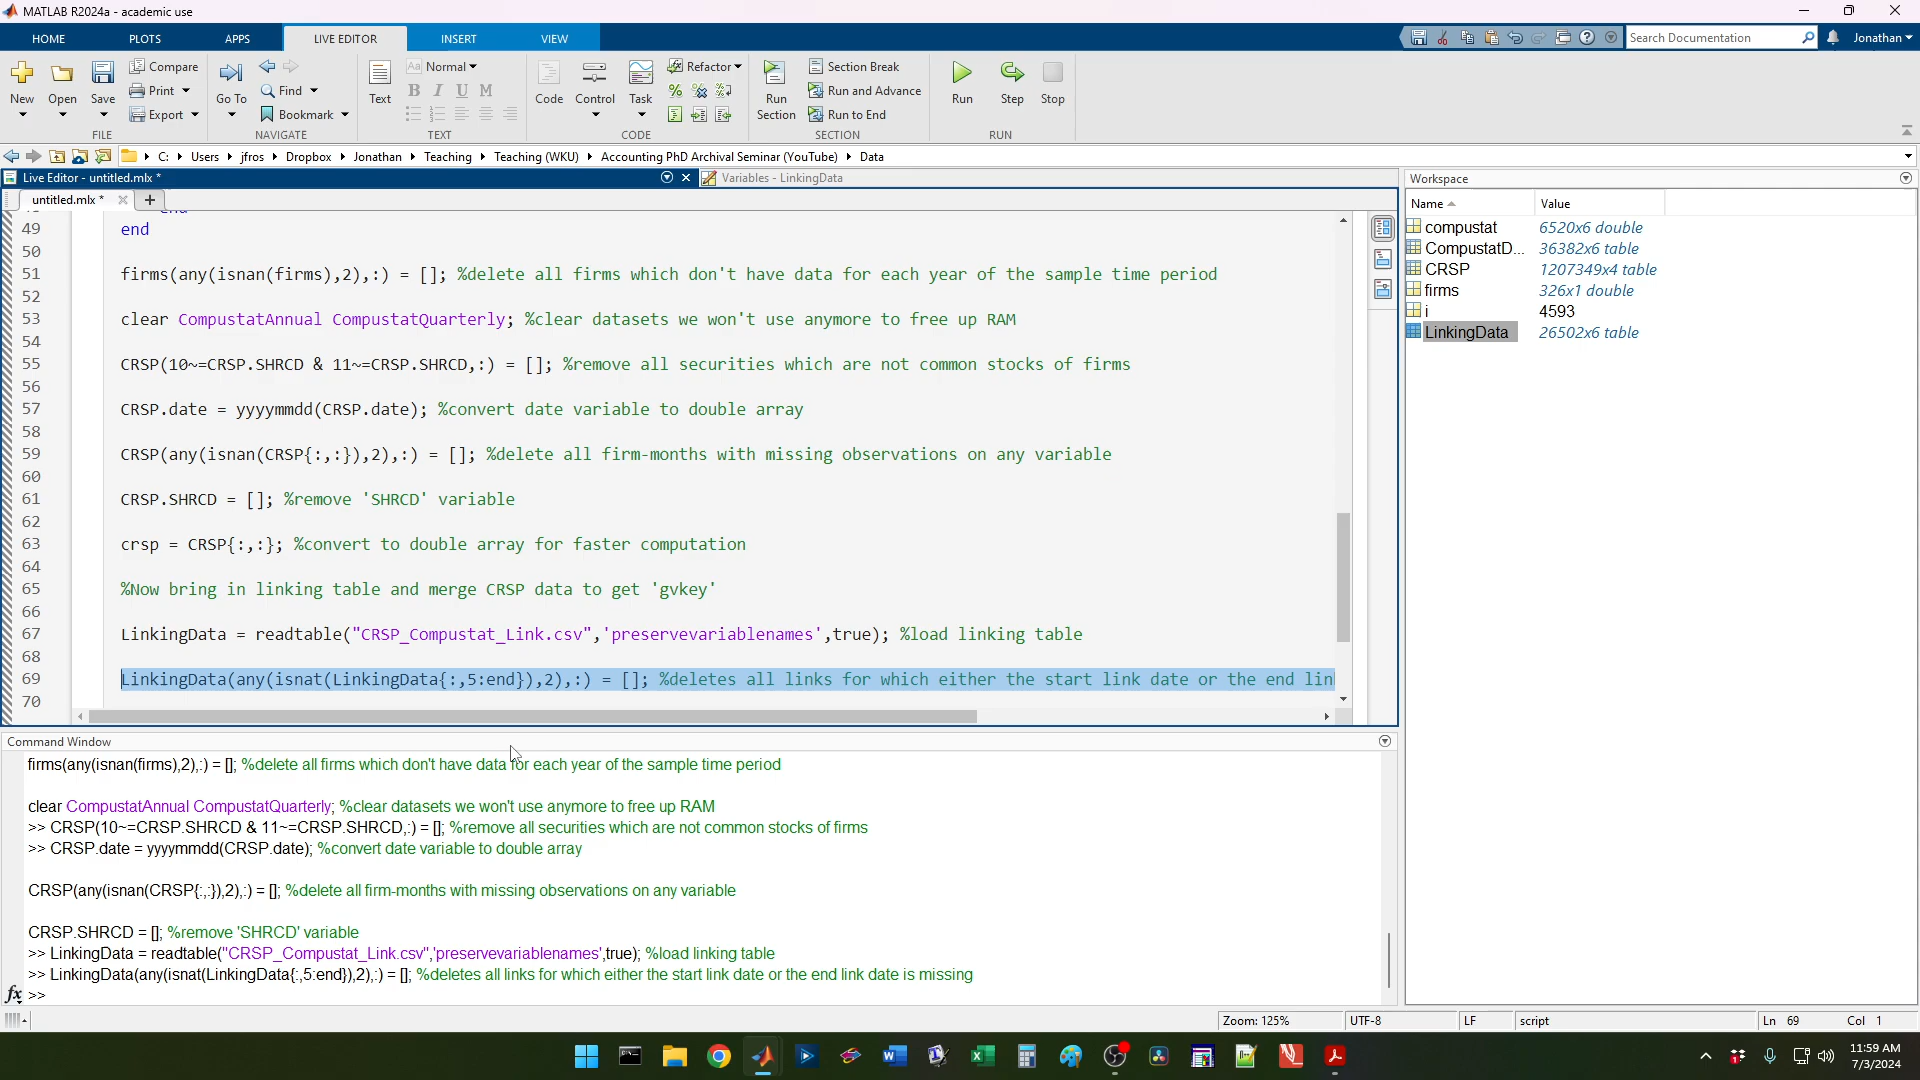 MATLAB R2024a - academic use
HOME PLOTS APPS LIVE EDITOR INSERT VIEW
Search Documentation Jonathan
New Open Save Compare Print Export
Go To Find Bookmark
Text Normal
B I U M
Code Control Task Refactor
Run Section Section Break Run and Advance Run to End
Run Step Stop
FILE NAVIGATE TEXT CODE SECTION RUN
C: Users jfros Dropbox Jonathan Teaching Teaching (WKU) Accounting PhD Archival Seminar (YouTube) Data
Live Editor - untitled.mlx *
Variables - LinkingData
Workspace
untitled.mlx *
Name Value
compustat 6520x6 double
CompustatD... 36382x6 table
CRSP 1207349x4 table
firms 326x1 double
i 4593
LinkingData 26502x6 table
49 end
50
51 firms(any(isnan(firms),2),:) = []; %delete all firms which don't have data for each year of the sample time period
52
53 clear CompustatAnnual CompustatQuarterly; %clear datasets we won't use anymore to free up RAM
54
55 CRSP(10~=CRSP.SHRCD & 11~=CRSP.SHRCD,:) = []; %remove all securities which are not common stocks of firms
56
57 CRSP.date = yyyymmdd(CRSP.date); %convert date variable to double array
58
59 CRSP(any(isnan(CRSP{:,:}),2),:) = []; %delete all firm-months with missing observations on any variable
60
61 CRSP.SHRCD = []; %remove 'SHRCD' variable
62
63 crsp = CRSP{:,:}; %convert to double array for faster computation
64
65 %Now bring in linking table and merge CRSP data to get 'gvkey'
66
67 LinkingData = readtable("CRSP_Compustat_Link.csv",'preservevariablenames',true); %load linking table
68
69 LinkingData(any(isnat(LinkingData{:,5:end}),2),:) = []; %deletes all links for which either the start link date or the end lin
70
Command Window
firms(any(isnan(firms),2),:) = []; %delete all firms which don't have data for each year of the sample time period
clear CompustatAnnual CompustatQuarterly; %clear datasets we won't use anymore to free up RAM
>> CRSP(10~=CRSP.SHRCD & 11~=CRSP.SHRCD,:) = []; %remove all securities which are not common stocks of firms
>> CRSP.date = yyyymmdd(CRSP.date); %convert date variable to double array
CRSP(any(isnan(CRSP{:,:}),2),:) = []; %delete all firm-months with missing observations on any variable
CRSP.SHRCD = []; %remove 'SHRCD' variable
>> LinkingData = readtable("CRSP_Compustat_Link.csv",'preservevariablenames',true); %load linking table
>> LinkingData(any(isnat(LinkingData{:,5:end}),2),:) = []; %deletes all links for which either the start link date or the end link date is missing
fx >>
Zoom: 125% UTF-8 LF script Ln 69 Col 1
11:59 AM
7/3/2024